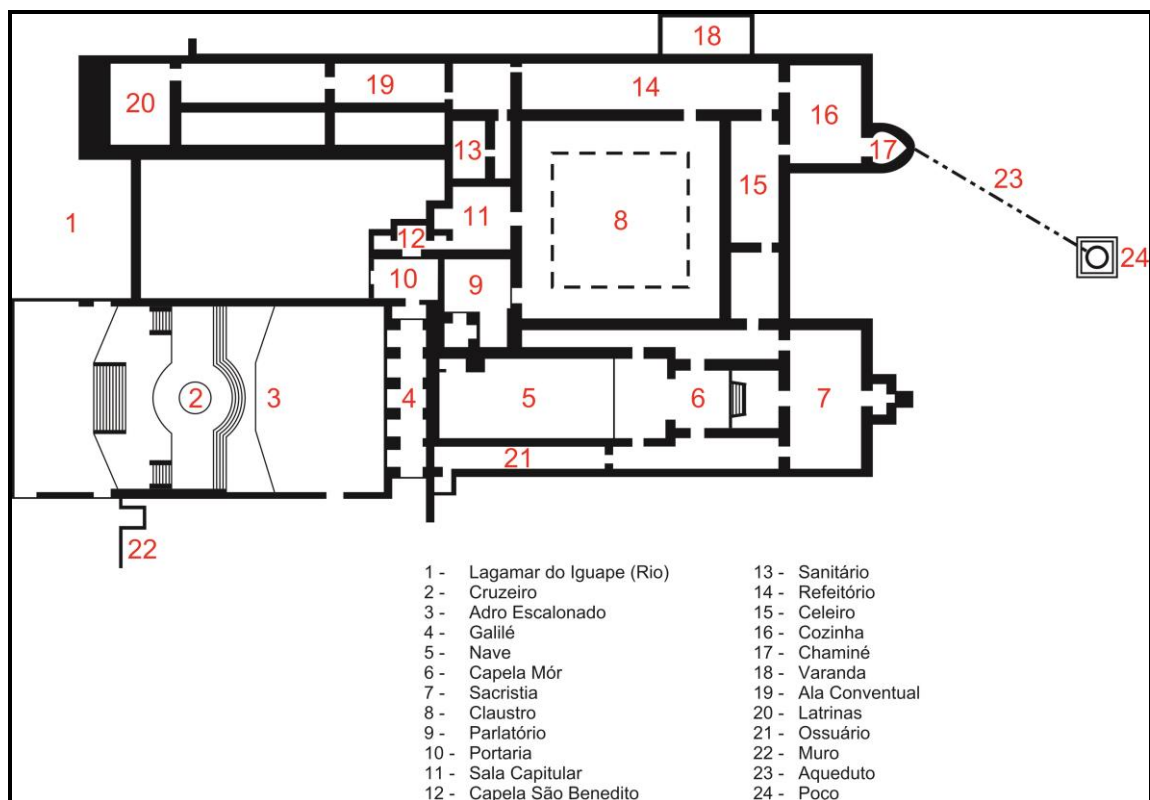 18
20
19
14
16
13
17
15
23
1
11
8
12
24
10
9
2
3
4
5
6
7
21
22
1 - Lagamar do Iguape (Rio)
2 - Cruzeiro
3 - Adro Escalonado
4 - Galilé
5 - Nave
6 - Capela Mór
7 - Sacristia
8 - Claustro
9 - Parlatório
10 - Portaria
11 - Sala Capitular
12 - Capela São Benedito
13 - Sanitário
14 - Refeitório
15 - Celeiro
16 - Cozinha
17 - Chaminé
18 - Varanda
19 - Ala Conventual
20 - Latrinas
21 - Ossuário
22 - Muro
23 - Aqueduto
24 - Poco